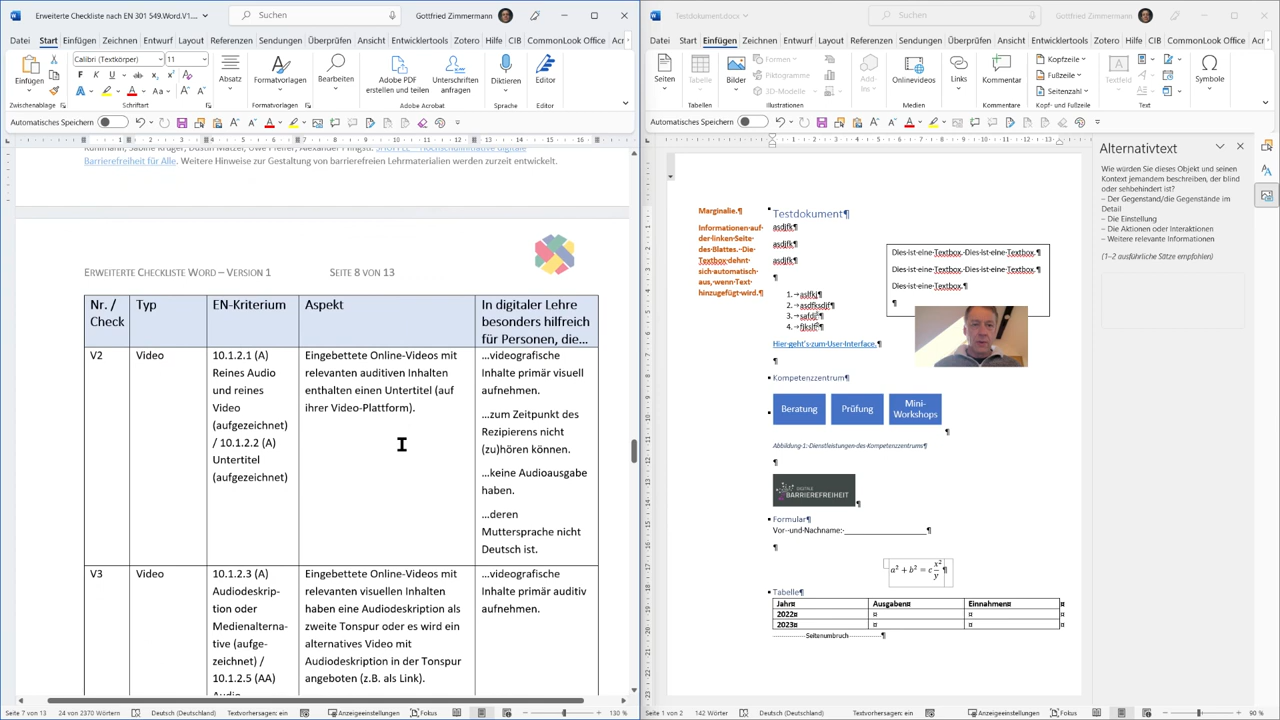 Erweiterte Checkliste nach EN 301 549.Word.V1...
Suchen
Gottfried Zimmermann
Datei Start Einfügen Zeichnen Entwurf Layout Referenzen Sendungen Überprüfen Ansicht Entwicklertools Zotero Hilfe CIB CommonLook Office
Calibri (Textkörper) 11
Einfügen
Absatz
Formatvorlagen
Bearbeitung
Adobe PDF erstellen und teilen
Unterschriften anfragen
Diktieren
Editor
Zwischenablage
Schriftart
Formatvorlagen
Adobe Acrobat
Sprache
Editor
Automatisches Speichern
Barrierefreiheit für Alle. Weitere Hinweise zur Gestaltung von barrierefreien Lehrmaterialien werden zurzeit entwickelt.
ERWEITERTE CHECKLISTE WORD – VERSION 1 SEITE 8 VON 13
Nr. / Check
Typ
EN-Kriterium
Aspekt
In digitaler Lehre besonders hilfreich für Personen, die...
Video
10.1.2.1 (A)
Reines Audio
und reines
Video
(aufgezeichnet)
/ 10.1.2.2 (A)
Untertitel
(aufgezeichnet)
Eingebettete Online-Videos mit
relevanten auditiven Inhalten
enthalten einen Untertitel (auf
Ihrer Video-Plattform).
...videografische
Inhalte primär visuell
aufnehmen.
...zum Zeitpunkt des
Rezipierens nicht
(zu)hören können.
...keine Audioausgabe
haben.
...deren
Muttersprache nicht
Deutsch ist.
V3
Video
10.1.2.3 (A)
Audiodeskrip-
tion oder
Medienalterna-
tive (aufge-
zeichnet) /
10.1.2.5 (AA)
Eingebettete Online-Videos mit
relevanten visuellen Inhalten
haben eine Audiodeskription als
zweite Tonspur oder es wird ein
alternatives Video mit
Audiodeskription in der Tonspur
angeboten (z.B. als Link).
...videografische
Inhalte primär auditiv
aufnehmen.
Seite 7 von 13 24 von 2370 Wörtern Deutsch (Deutschland) Textvorhersagen: ein Anzeigeeinstellungen Fokus 130 %
Testdokument.docx
Suchen
Gottfried Zimmermann
Datei Start Einfügen Zeichnen Entwurf Layout Referenzen Sendungen Überprüfen Ansicht Entwicklertools Zotero Hilfe CIB CommonLook Office
Seiten
Tabelle
Bilder
Formen
Piktogramme
3D-Modelle
Add-Ins
Onlinevideos
Links
Kommentar
Kopfzeile
Fußzeile
Seitenzahl
Textfeld
Symbole
Tabellen
Illustrationen
Medien
Kommentare
Kopf- und Fußzeile
Text
Automatisches Speichern
Marginalie.¶
Informationen·auf·
der·linken·Seite·
des·Blattes.··Die·
Textbox·dehnt·
sich·automatisch·
aus,·wenn·Text·
hinzugefügt·wird.¶
Testdokument¶
asdjfk¶
asdjfk¶
asdjfk¶
Dies·ist·eine·Textbox.·Dies·ist·eine·Textbox.·¶
Dies·ist·eine·Textbox.·Dies·ist·eine·Textbox.·¶
Dies·ist·eine·Textbox.¶
1.→aslfkj¶
2.→asdfksdjf¶
Hier·geht's·zum·User·Interface.¶
Kompetenzzentrum¶
Beratung
Prüfung
Mini-
Workshops
Abbildung·1:·Dienstleistungen·des·Kompetenzzentrums¶
DIGITALE
BARRIEREFREIHEIT
Formular¶
Vor-·und·Nachname:·____________________¶
a² + b² = c x²/y ¶
Tabelle¶
Jahr¤ Ausgaben¤ Einnahmen¤
2022¤ ¤ ¤
2023¤ ¤ ¤
Seitenumbruch¶
Alternativtext
Wie würden Sie dieses Objekt und seinen
Kontext jemandem beschreiben, der blind
oder sehbehindert ist?
– Der Gegenstand/die Gegenstände im
Detail
– Die Einstellung
– Die Aktionen oder Interaktionen
– Weitere relevante Informationen
(1–2 ausführliche Sätze empfohlen)
Seite 1 von 2 142 Wörter Deutsch (Deutschland) Textvorhersagen: ein Anzeigeeinstellungen Fokus 90 %